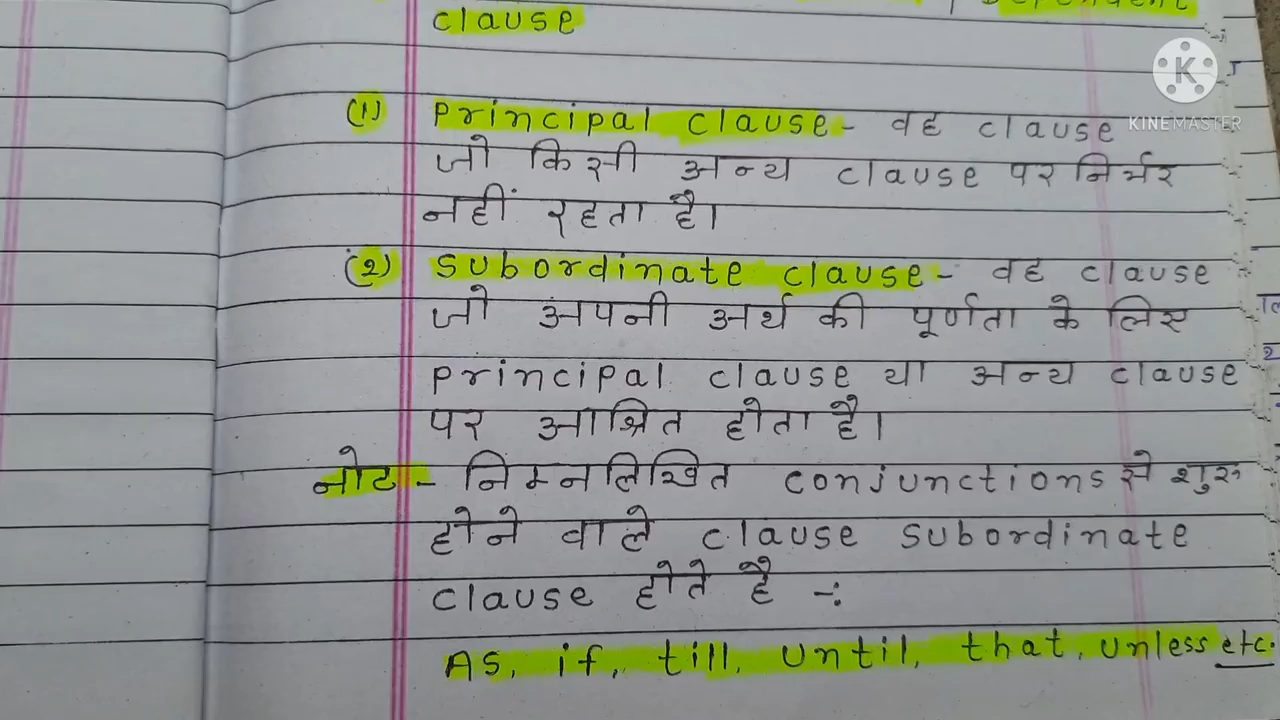 Dependent
clause
(1) Principal clause - वह clause
KINEMASTER
जो किसी अन्य clause पर निर्भर
नहीं रहता है।
(2) Subordinate clause - वह clause
जो अपनी अर्थ की पूर्णता के लिए
principal clause या अन्य clause
पर आश्रित होता है।
नोट - निम्नलिखित conjunctions से शुरू
होने वाले clause subordinate
clause होते है -:
As, if, till, until, that, unless etc.